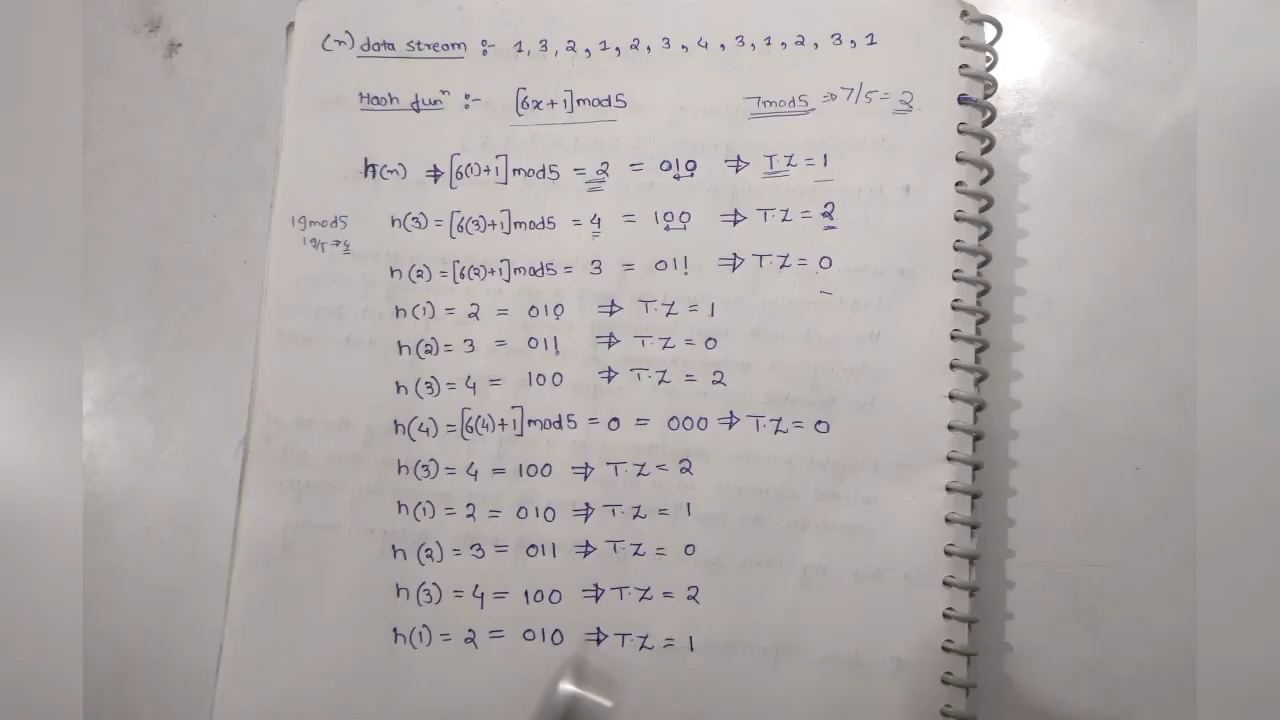 (x) data stream :- 1, 3, 2, 1, 2, 3, 4, 3, 1, 2, 3, 1
Hash funⁿ :- [6x+1]mod5 7mod5 ⇒ 7/5 = 2
h(x) ⇒ [6(1)+1]mod5 = 2 = 010 ⇒ T.Z = 1
19mod5 h(3) = [6(3)+1]mod5 = 4 = 100 ⇒ T.Z = 2
19/5 ⇒ 4
h(2) = [6(2)+1]mod5 = 3 = 011 ⇒ T.Z = 0
h(1) = 2 = 010 ⇒ T.Z = 1
h(2) = 3 = 011 ⇒ T.Z = 0
h(3) = 4 = 100 ⇒ T.Z = 2
h(4) = [6(4)+1]mod5 = 0 = 000 ⇒ T.Z = 0
h(3) = 4 = 100 ⇒ T.Z = 2
h(1) = 2 = 010 ⇒ T.Z = 1
h(2) = 3 = 011 ⇒ T.Z = 0
h(3) = 4 = 100 ⇒ T.Z = 2
h(1) = 2 = 010 ⇒ T.Z = 1